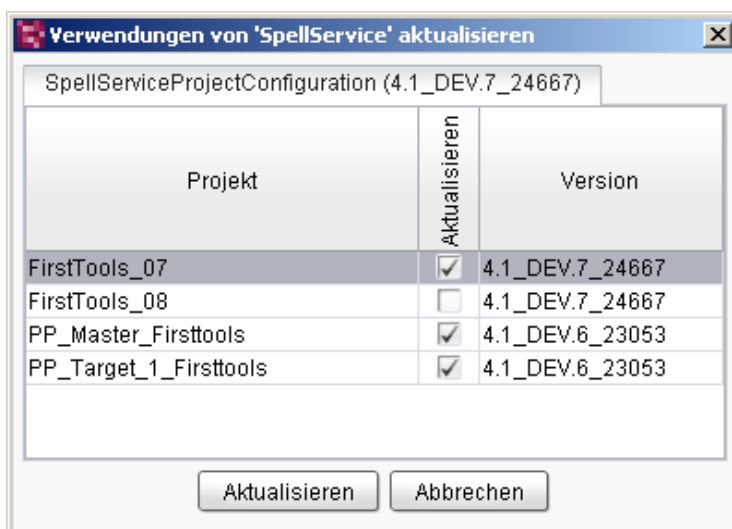 Verwendungen von 'SpellService' aktualisieren
SpellServiceProjectConfiguration (4.1_DEV.7_24667)
Projekt Aktualisieren Version
FirstTools_07 4.1_DEV.7_24667
FirstTools_08 4.1_DEV.7_24667
PP_Master_Firsttools 4.1_DEV.6_23053
PP_Target_1_Firsttools 4.1_DEV.6_23053
Aktualisieren Abbrechen